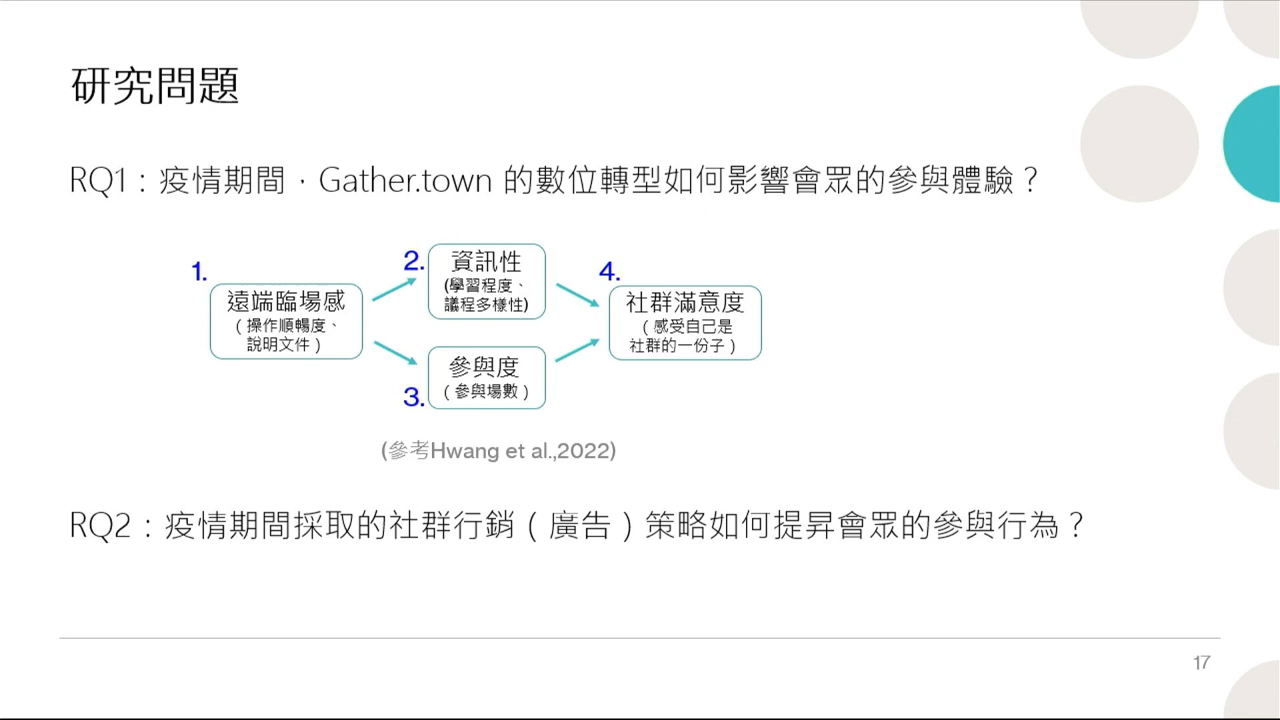 研究問題
RQ1：疫情期間，Gather.town 的數位轉型如何影響會眾的參與體驗？
1.
遠端臨場感
（操作順暢度、
說明文件）
2.
資訊性
(學習程度、
議程多樣性)
3.
參與度
（參與場數）
4.
社群滿意度
（感受自己是
社群的一份子）
(參考Hwang et al.,2022)
RQ2：疫情期間採取的社群行銷（廣告）策略如何提昇會眾的參與行為？
17